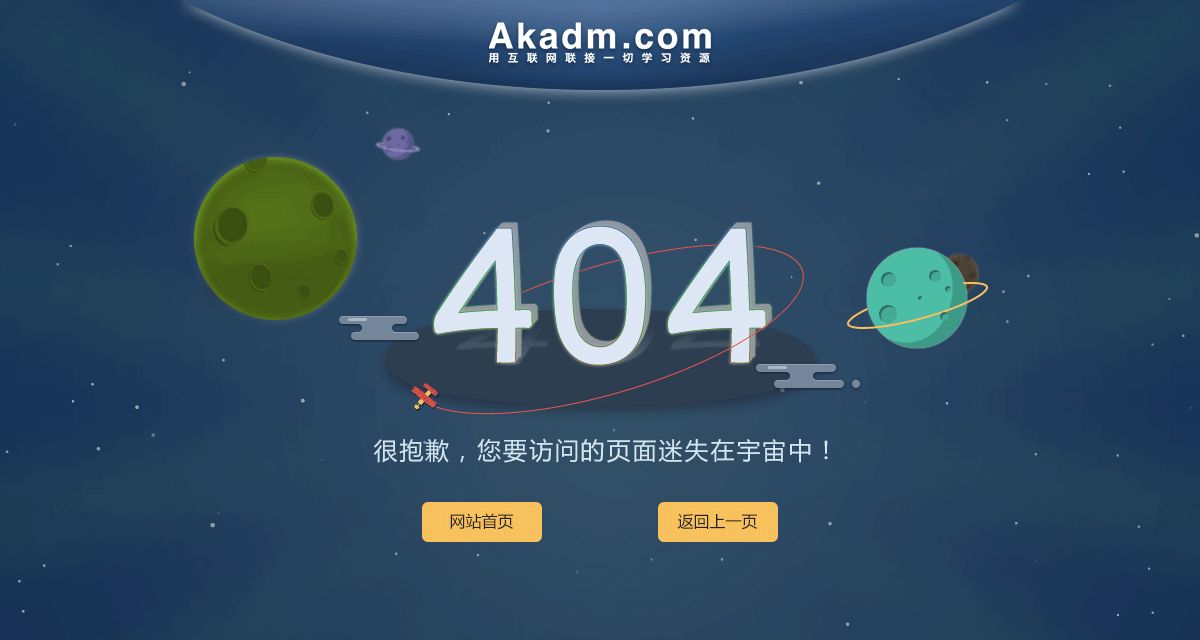 Akadm.com
用互联网联接一切学习资源
404
很抱歉，您要访问的页面迷失在宇宙中！
网站首页
返回上一页